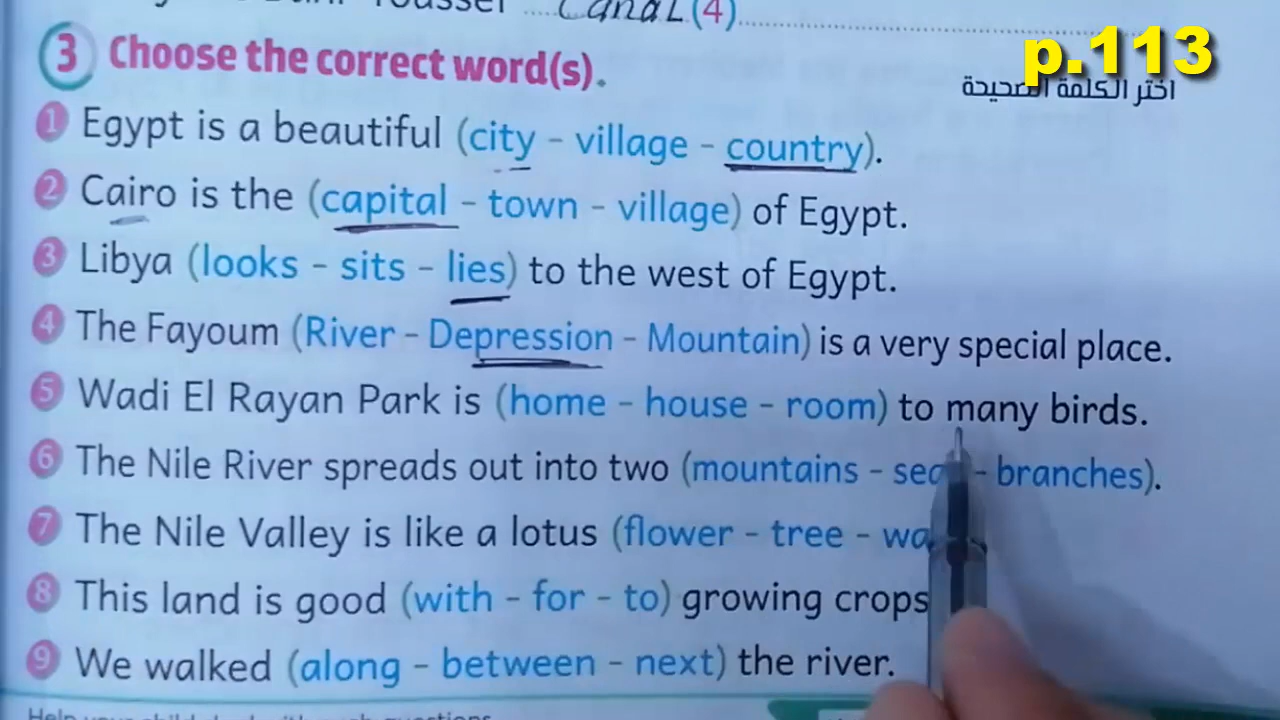 Canal (4)
p.113
3 Choose the correct word(s).
اختر الكلمة الصحيحة
1 Egypt is a beautiful (city - village - country).
2 Cairo is the (capital - town - village) of Egypt.
3 Libya (looks - sits - lies) to the west of Egypt.
4 The Fayoum (River - Depression - Mountain) is a very special place.
5 Wadi El Rayan Park is (home - house - room) to many birds.
6 The Nile River spreads out into two (mountains - - branches).
7 The Nile Valley is like a lotus (flower - tree -
8 This land is good (with - for - to) growing crops
9 We walked (along - between - next) the river.